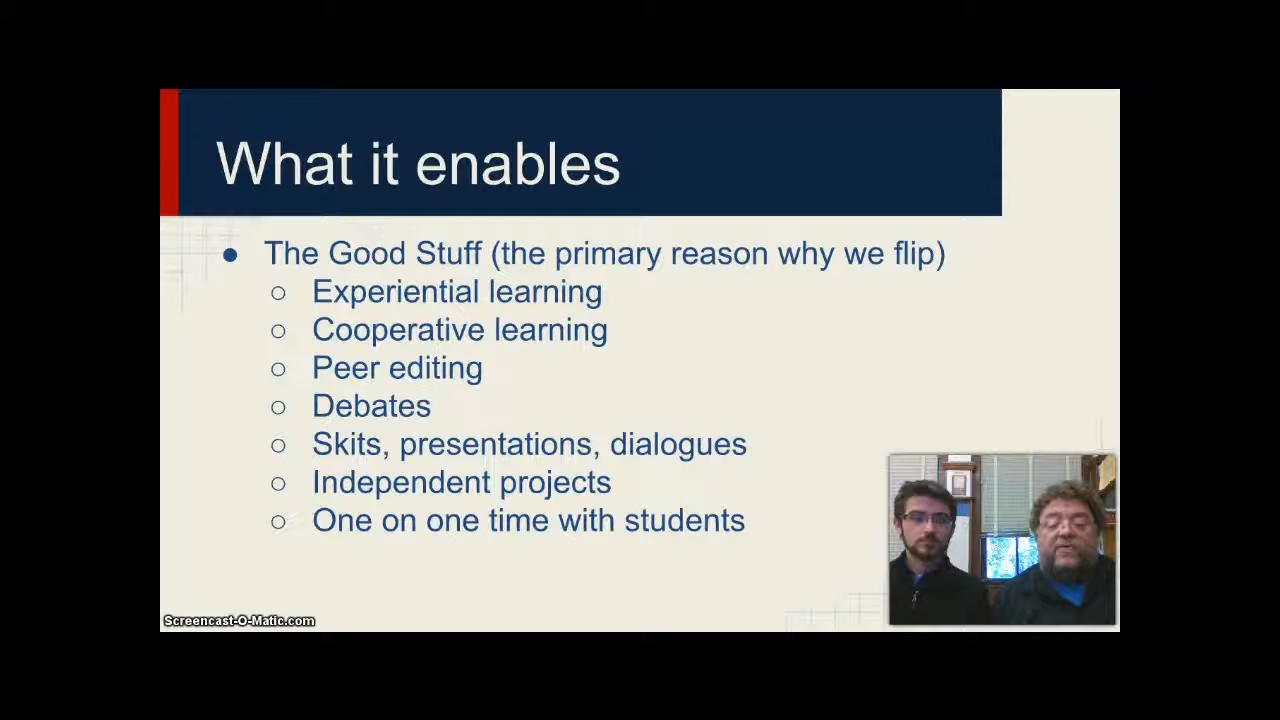 What it enables
● The Good Stuff (the primary reason why we flip)
○ Experiential learning
○ Cooperative learning
○ Peer editing
○ Debates
○ Skits, presentations, dialogues
○ Independent projects
○ One on one time with students
Screencast-O-Matic.com